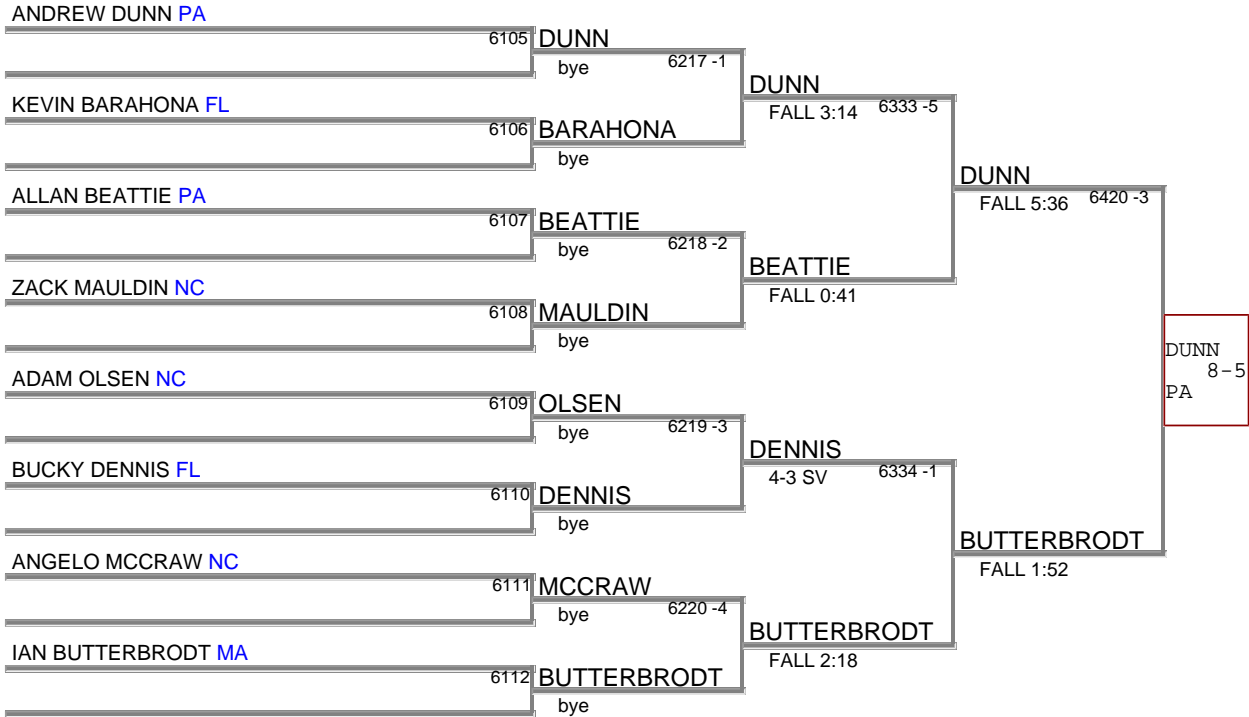 ANDREW DUNN PA
6105 DUNN
bye 6217 -1
DUNN
FALL 3:14 6333 -5
KEVIN BARAHONA FL
6106 BARAHONA
bye
DUNN
FALL 5:36 6420 -3
ALLAN BEATTIE PA
6107 BEATTIE
bye 6218 -2
BEATTIE
FALL 0:41
ZACK MAULDIN NC
6108 MAULDIN
bye
DUNN
8-5
PA
ADAM OLSEN NC
6109 OLSEN
bye 6219 -3
DENNIS
4-3 SV 6334 -1
BUCKY DENNIS FL
6110 DENNIS
bye
BUTTERBRODT
FALL 1:52
ANGELO MCCRAW NC
6111 MCCRAW
bye 6220 -4
BUTTERBRODT
FALL 2:18
IAN BUTTERBRODT MA
6112 BUTTERBRODT
bye